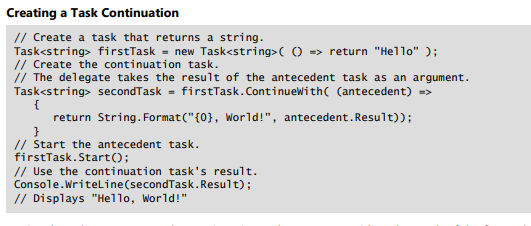 Creating a Task Continuation
// Create a task that returns a string.
Task<string> firstTask = new Task<string>( () => return "Hello" );
// Create the continuation task.
// The delegate takes the result of the antecedent task as an argument.
Task<string> secondTask = firstTask.ContinueWith( (antecedent) =>
{
return String.Format("{0}, World!", antecedent.Result));
}
// Start the antecedent task.
firstTask.Start();
// Use the continuation task's result.
Console.WriteLine(secondTask.Result);
// Displays "Hello, World!"